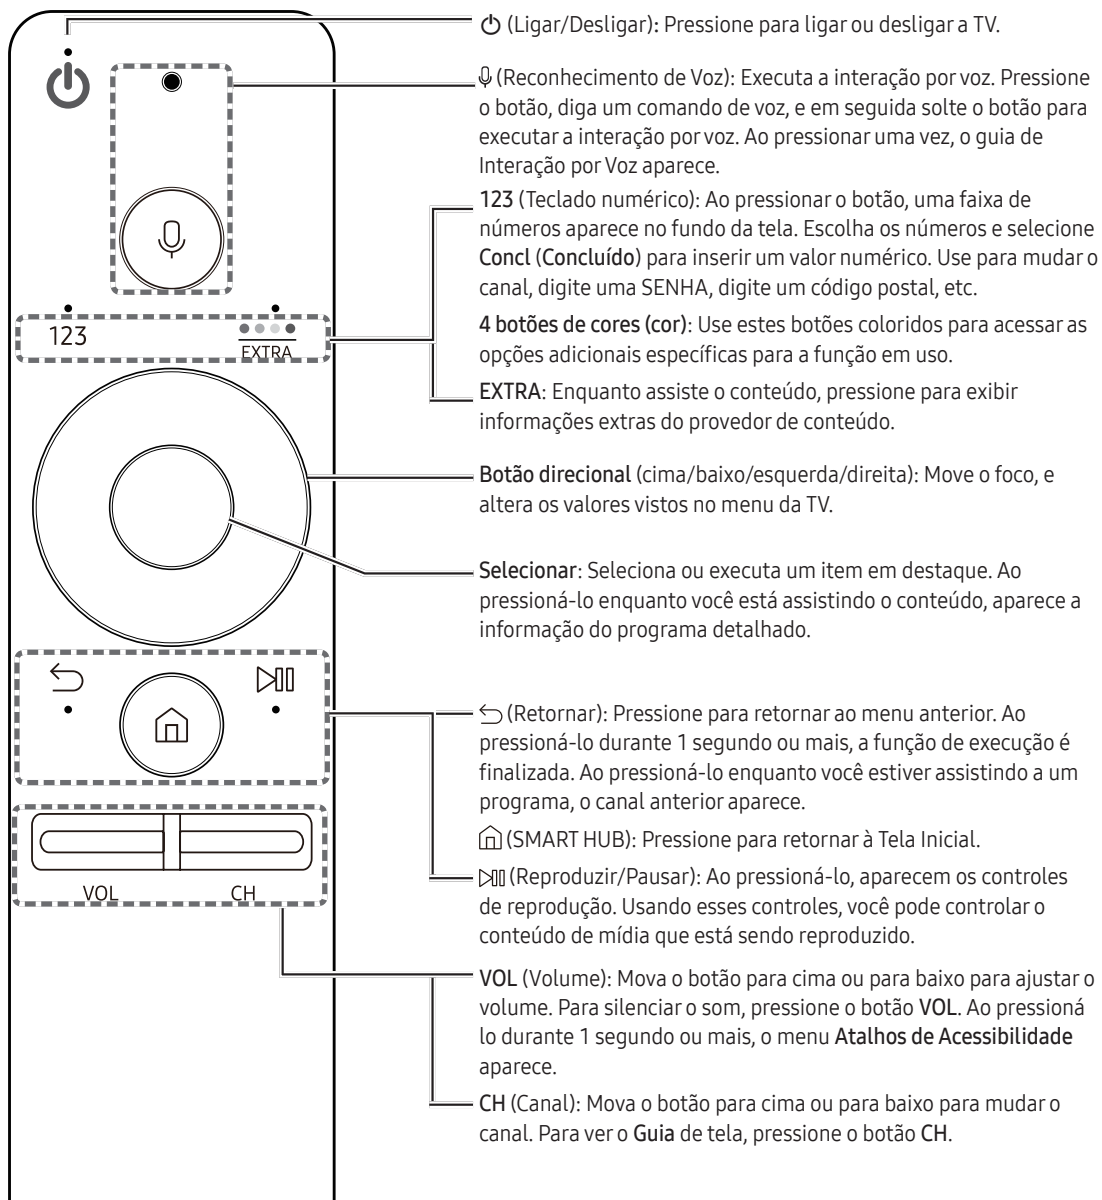 (Ligar/Desligar): Pressione para ligar ou desligar a TV.
(Reconhecimento de Voz): Executa a interação por voz. Pressione
o botão, diga um comando de voz, e em seguida solte o botão para
executar a interação por voz. Ao pressionar uma vez, o guia de
Interação por Voz aparece.
123 (Teclado numérico): Ao pressionar o botão, uma faixa de
números aparece no fundo da tela. Escolha os números e selecione
Concl (Concluído) para inserir um valor numérico. Use para mudar o
canal, digite uma SENHA, digite um código postal, etc.
123
EXTRA
4 botões de cores (cor): Use estes botões coloridos para acessar as
opções adicionais específicas para a função em uso.
EXTRA: Enquanto assiste o conteúdo, pressione para exibir
informações extras do provedor de conteúdo.
Botão direcional (cima/baixo/esquerda/direita): Move o foco, e
altera os valores vistos no menu da TV.
Selecionar: Seleciona ou executa um item em destaque. Ao
pressioná-lo enquanto você está assistindo o conteúdo, aparece a
informação do programa detalhado.
(Retornar): Pressione para retornar ao menu anterior. Ao
pressioná-lo durante 1 segundo ou mais, a função de execução é
finalizada. Ao pressioná-lo enquanto você estiver assistindo a um
programa, o canal anterior aparece.
(SMART HUB): Pressione para retornar à Tela Inicial.
(Reproduzir/Pausar): Ao pressioná-lo, aparecem os controles
de reprodução. Usando esses controles, você pode controlar o
conteúdo de mídia que está sendo reproduzido.
VOL
CH
VOL (Volume): Mova o botão para cima ou para baixo para ajustar o
volume. Para silenciar o som, pressione o botão VOL. Ao pressioná
lo durante 1 segundo ou mais, o menu Atalhos de Acessibilidade
aparece.
CH (Canal): Mova o botão para cima ou para baixo para mudar o
canal. Para ver o Guia de tela, pressione o botão CH.